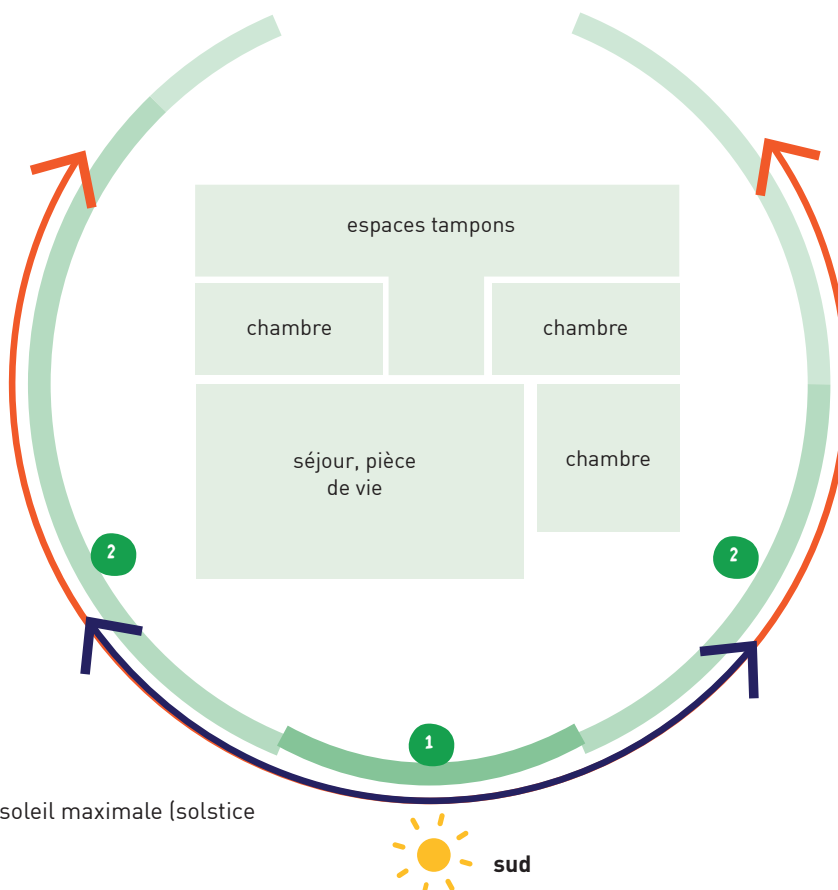 espaces tampons
chambre
chambre
séjour, pièce
de vie
chambre
2
2
1
soleil maximale (solstice
sud